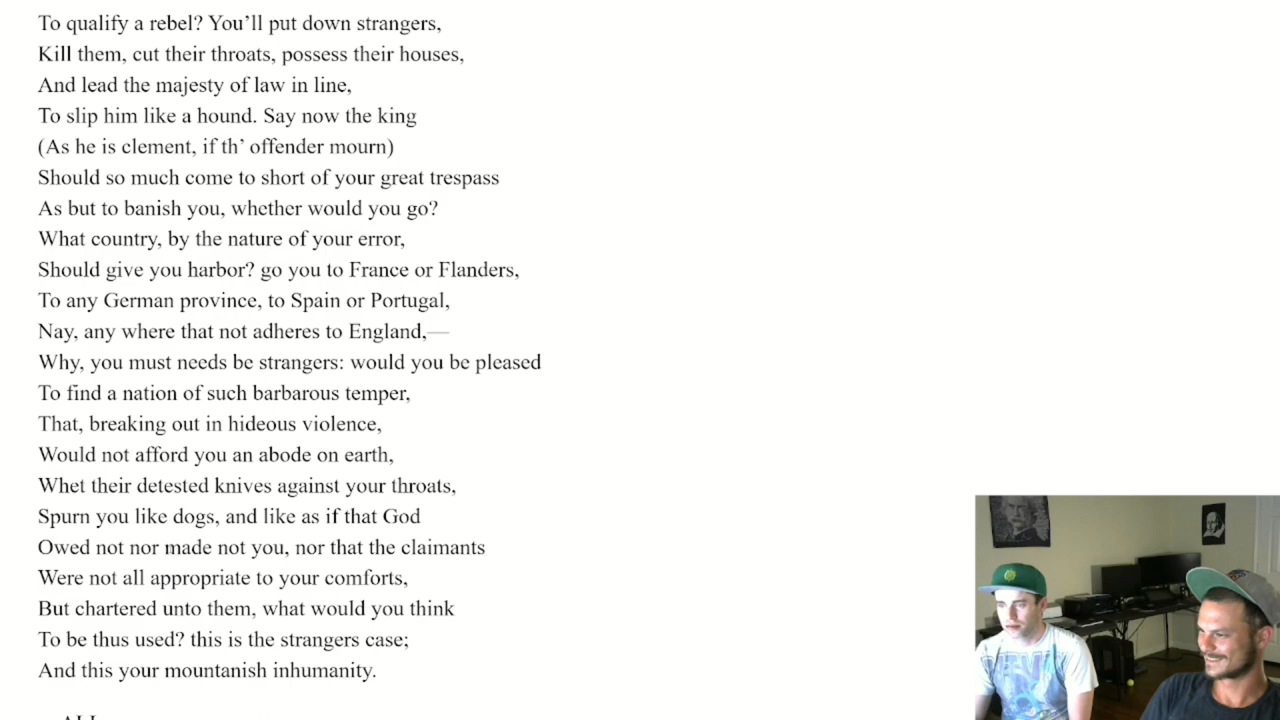 To qualify a rebel? You’ll put down strangers,
Kill them, cut their throats, possess their houses,
And lead the majesty of law in line,
To slip him like a hound. Say now the king
(As he is clement, if th’ offender mourn)
Should so much come to short of your great trespass
As but to banish you, whether would you go?
What country, by the nature of your error,
Should give you harbor? go you to France or Flanders,
To any German province, to Spain or Portugal,
Nay, any where that not adheres to England,—
Why, you must needs be strangers: would you be pleased
To find a nation of such barbarous temper,
That, breaking out in hideous violence,
Would not afford you an abode on earth,
Whet their detested knives against your throats,
Spurn you like dogs, and like as if that God
Owed not nor made not you, nor that the claimants
Were not all appropriate to your comforts,
But chartered unto them, what would you think
To be thus used? this is the strangers case;
And this your mountanish inhumanity.
ALL